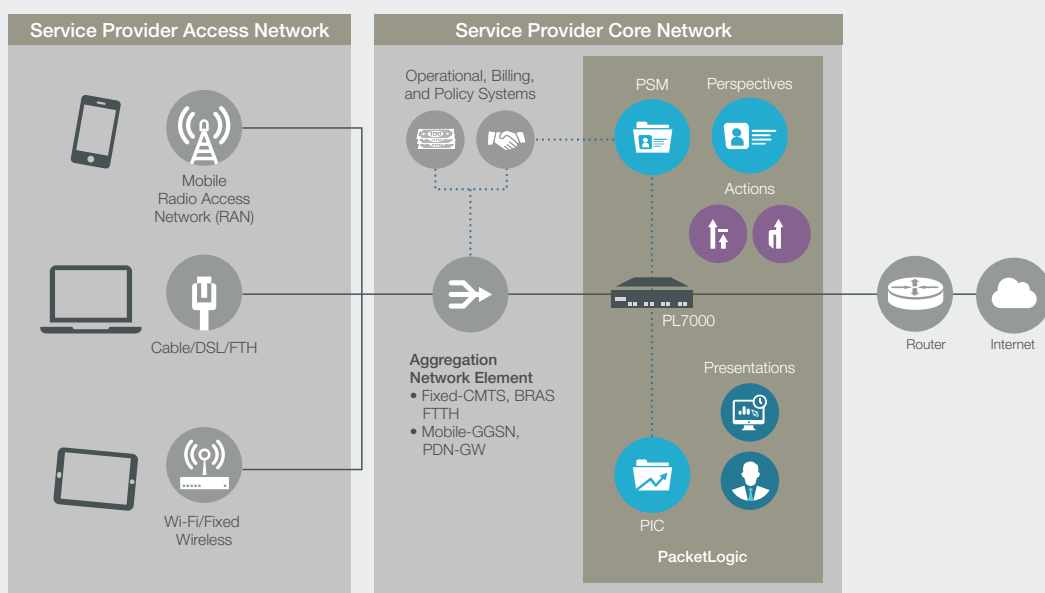 Service Provider Access Network
Service Provider Core Network
Mobile
Radio Access
Network (RAN)
Cable/DSL/FTH
Wi-Fi/Fixed
Wireless
Operational, Billing,
and Policy Systems
100
Aggregation
Network Element
• Fixed-CMTS, BRAS
FTTH
• Mobile-GGSN,
PDN-GW
PSM
Perspectives
Actions
PL7000
Presentations
PIC
PacketLogic
Router
Internet